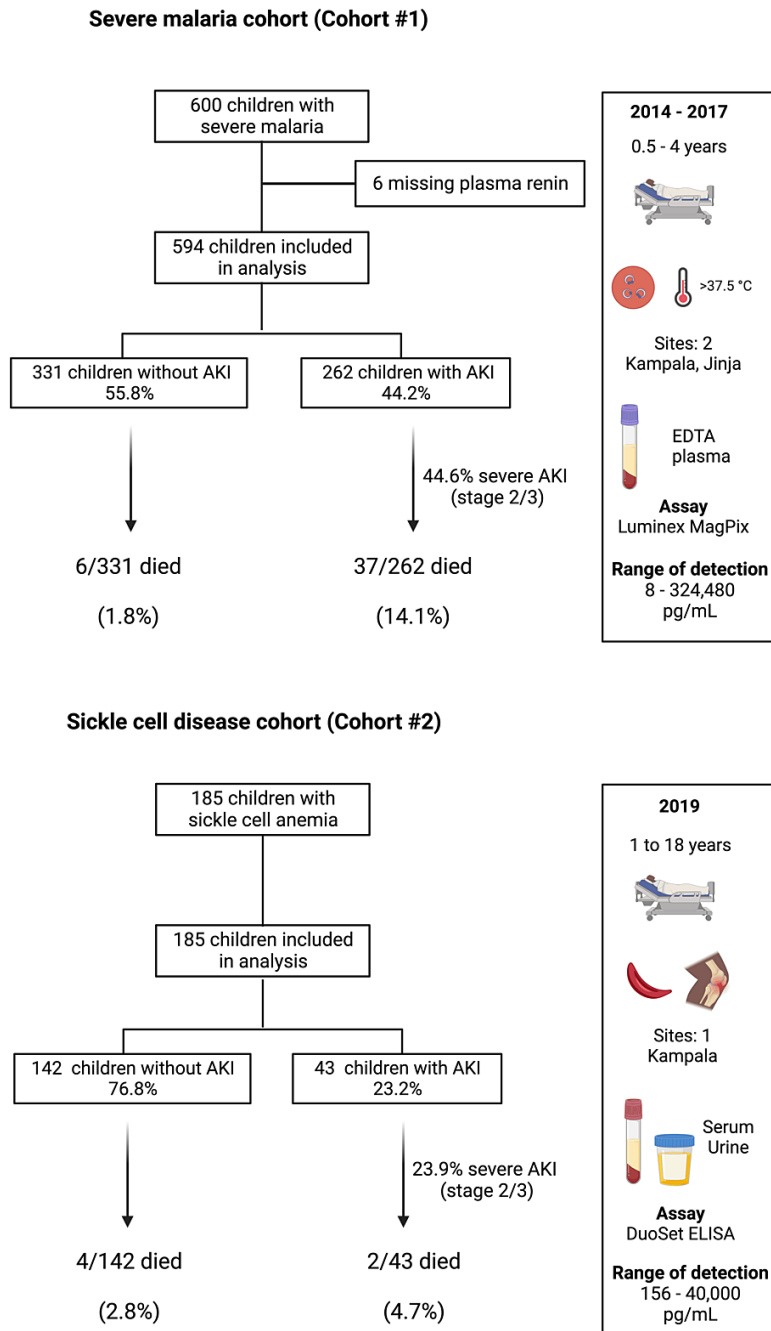 Severe malaria cohort (Cohort #1)
600 children with
severe malaria
6 missing plasma renin
594 children included
in analysis
331 children without AKI
55.8%
262 children with AKI
44.2%
44.6% severe AKI
(stage 2/3)
6/331 died
(1.8%)
37/262 died
(14.1%)
2014 - 2017
0.5 - 4 years
>37.5 °C
Sites: 2
Kampala, Jinja
EDTA
plasma
Assay
Luminex MagPix
Range of detection
8 - 324,480
pg/mL
Sickle cell disease cohort (Cohort #2)
185 children with
sickle cell anemia
185 children included
in analysis
142 children without AKI
76.8%
43 children with AKI
23.2%
23.9% severe AKI
(stage 2/3)
4/142 died
(2.8%)
2/43 died
(4.7%)
2019
1 to 18 years
Sites: 1
Kampala
Serum
Urine
Assay
DuoSet ELISA
Range of detection
156 - 40,000
pg/mL